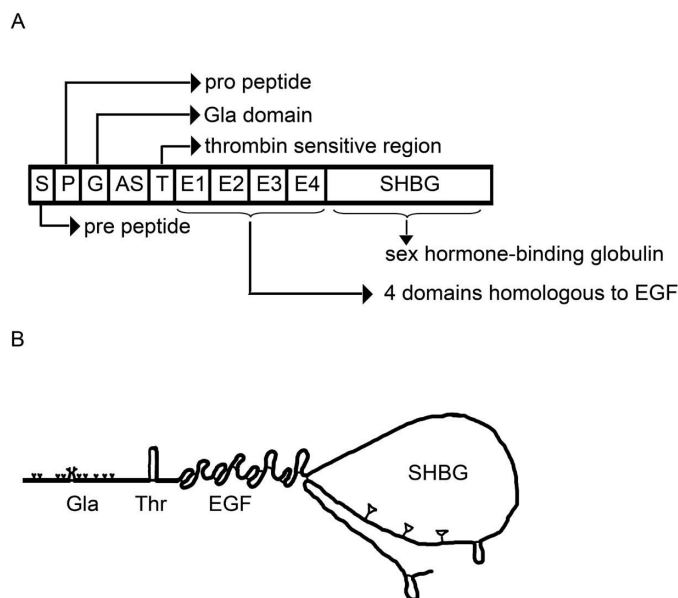 A
pro peptide
Gla domain
thrombin sensitive region
S P G AS T E1 E2 E3 E4 SHBG
pre peptide
sex hormone-binding globulin
4 domains homologous to EGF
B
SHBG
Gla Thr EGF